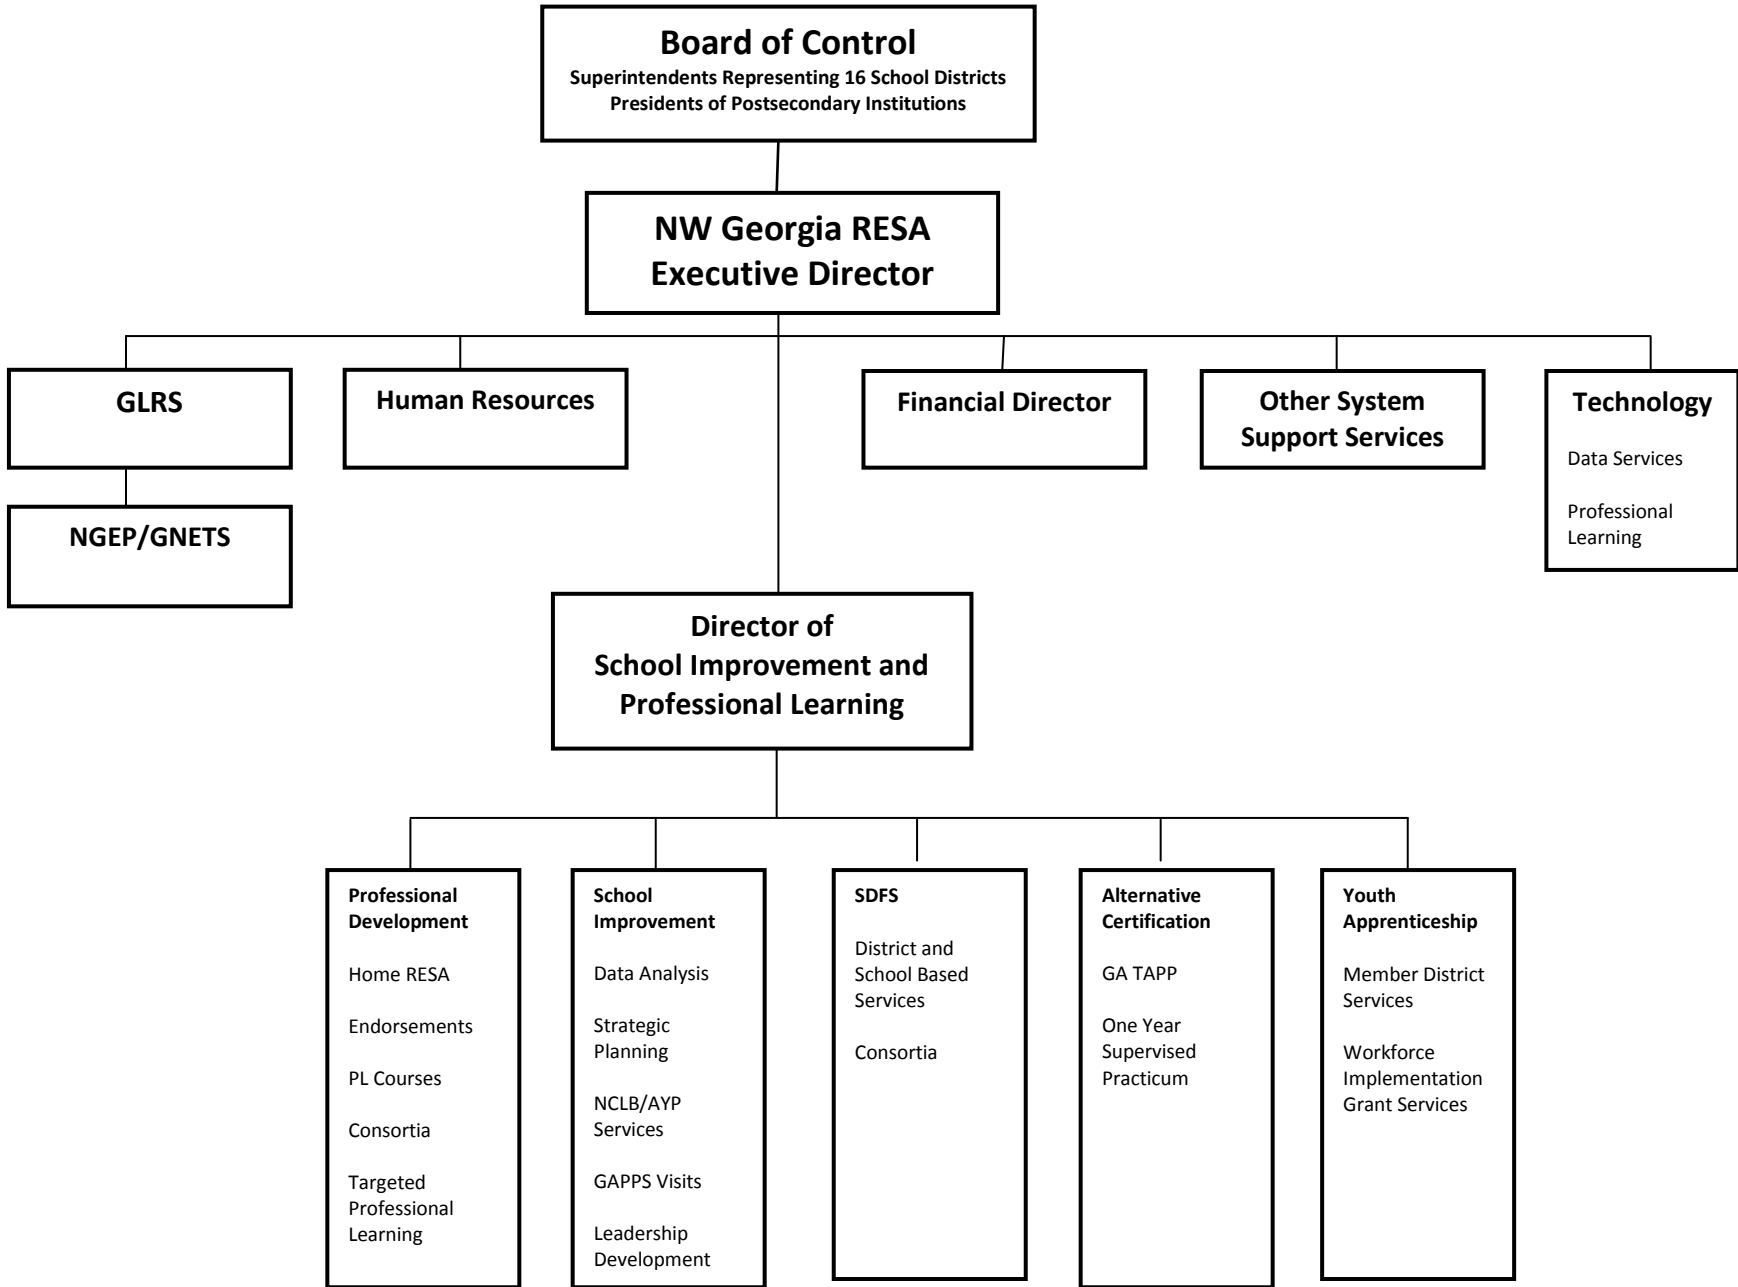 Board of Control
Superintendents Representing 16 School Districts
Presidents of Postsecondary Institutions
NW Georgia RESA
Executive Director
GLRS
Human Resources
Financial Director
Other System
Support Services
Technology
Data Services
Professional
Learning
NGEP/GNETS
Director of
School Improvement and
Professional Learning
Professional
Development
Home RESA
Endorsements
PL Courses
Consortia
Targeted
Professional
Learning
School
Improvement
Data Analysis
Strategic
Planning
NCLB/AYP
Services
GAPPS Visits
Leadership
Development
SDFS
District and
School Based
Services
Consortia
Alternative
Certification
GA TAPP
One Year
Supervised
Practicum
Youth
Apprenticeship
Member District
Services
Workforce
Implementation
Grant Services